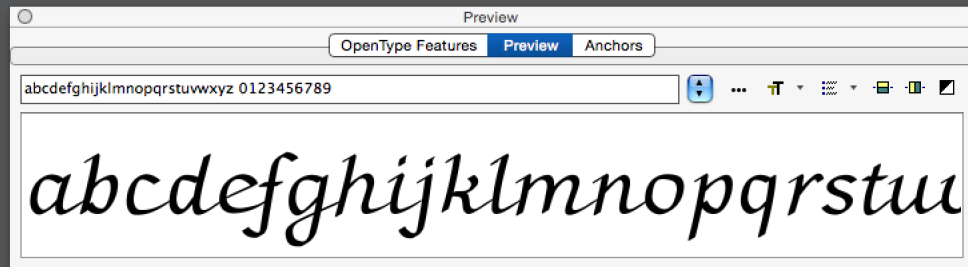 Preview
OpenType Features Preview Anchors
abcdefghijklmnopqrstuvwxyz 0123456789
abcdefghijklmnopqrstu